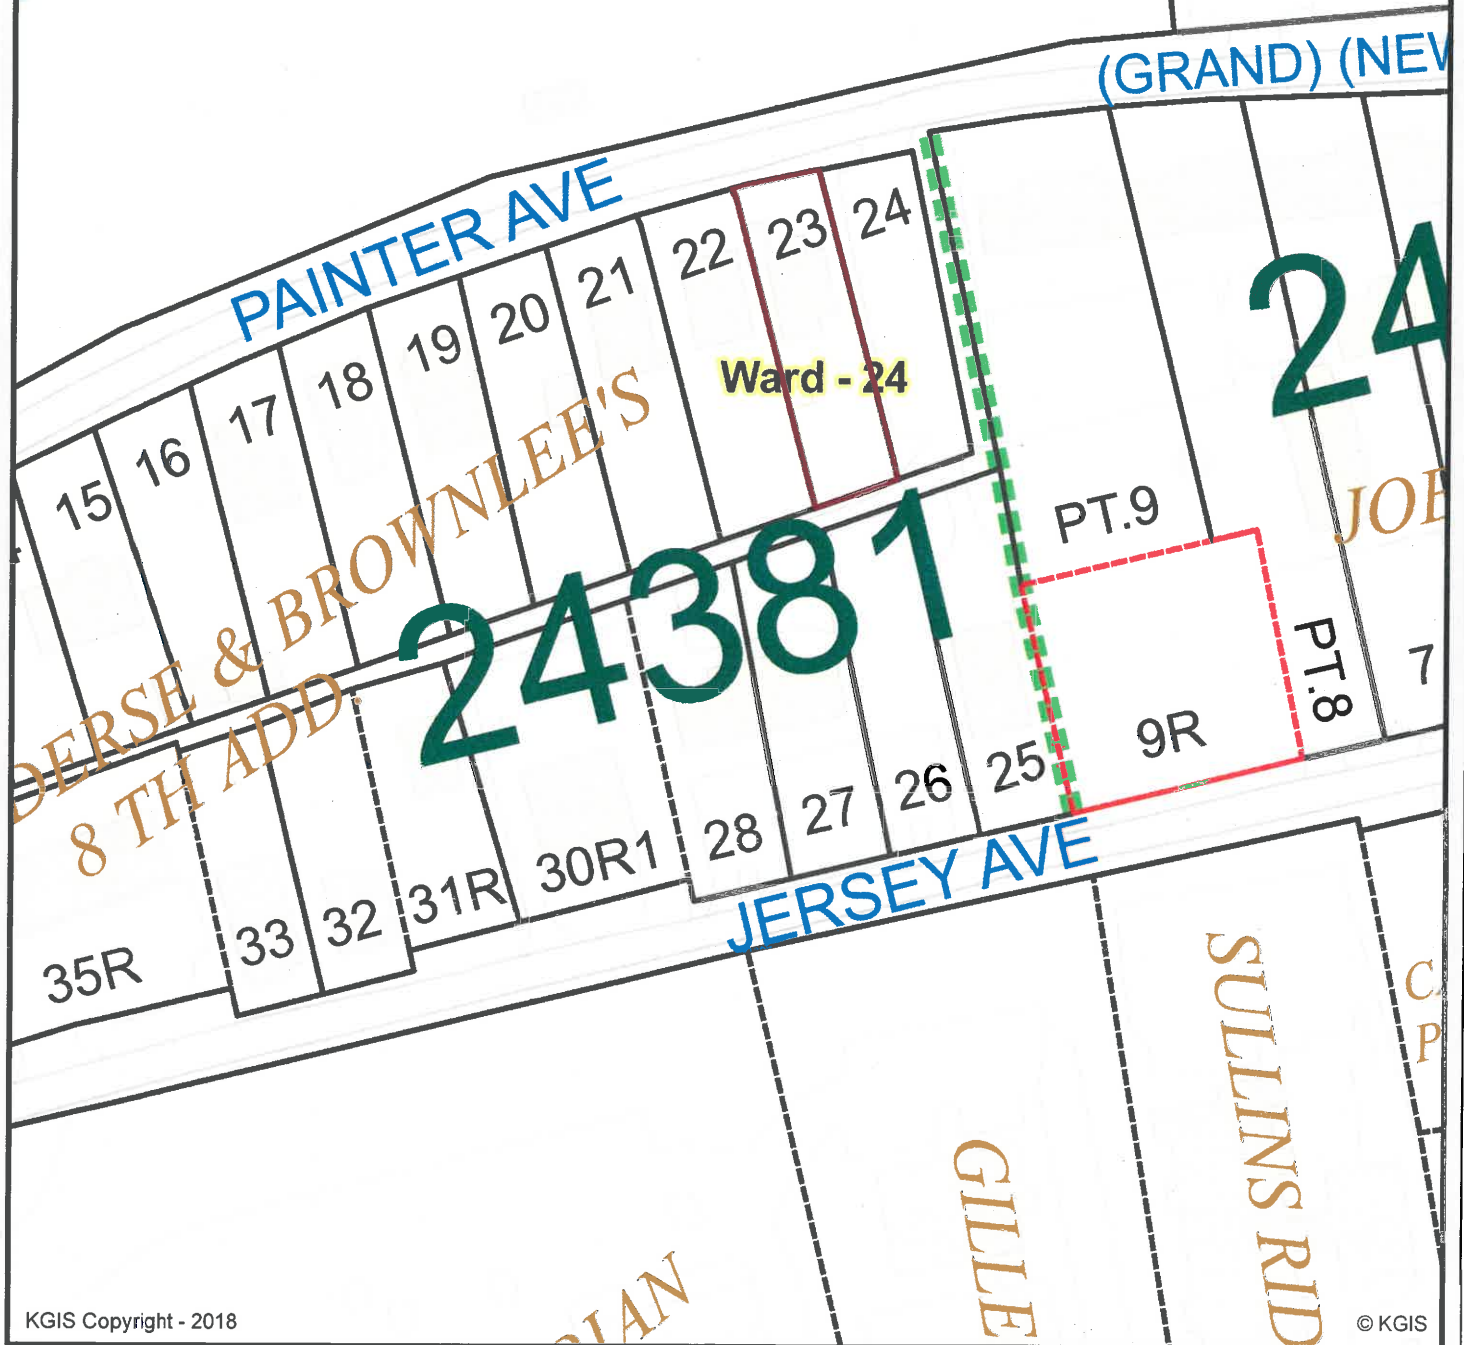 (GRAND) (NEW
PAINTER AVE
15
16
17
18
19
20
21
22
23
24
Ward - 24
24
DERSE & BROWNLEE'S
8 TH ADD.
24381
PT.9
JOE
PT.8
7
9R
25
26
27
28
30R1
31R
32
33
35R
JERSEY AVE
SULLINS RID
GILLE
IAN
C
P
KGIS Copyright - 2018
© KGIS